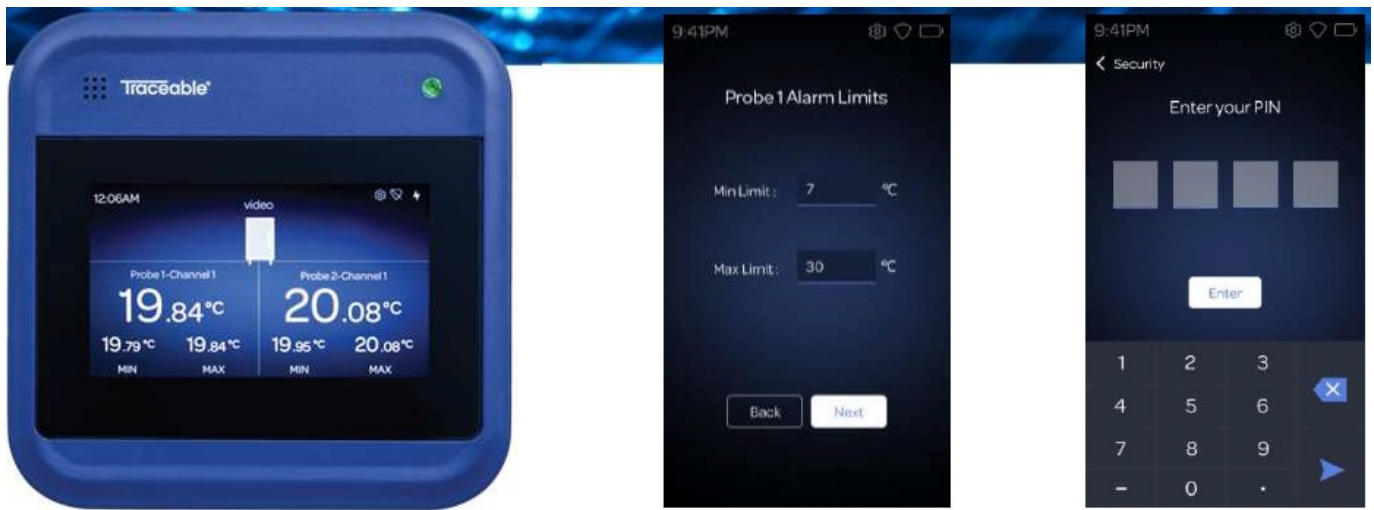 Traceable®
12:06AM
video
Probe 1-Channel 1
19.84°C
19.79°C 19.84°C
MIN MAX
Probe 2-Channel 1
20.08°C
19.95°C 20.08°C
MIN MAX
9:41PM
Probe 1 Alarm Limits
Min Limit : 7 °C
Max Limit : 30 °C
Back Next
9:41PM
< Security
Enter your PIN
Enter
1 2 3
4 5 6
7 8 9
- 0 .